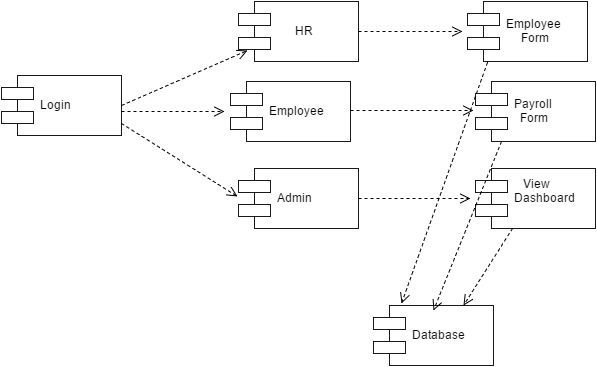 HR
Employee
Form
Login
Employee
Payroll
Form
Admin
View
Dashboard
Database